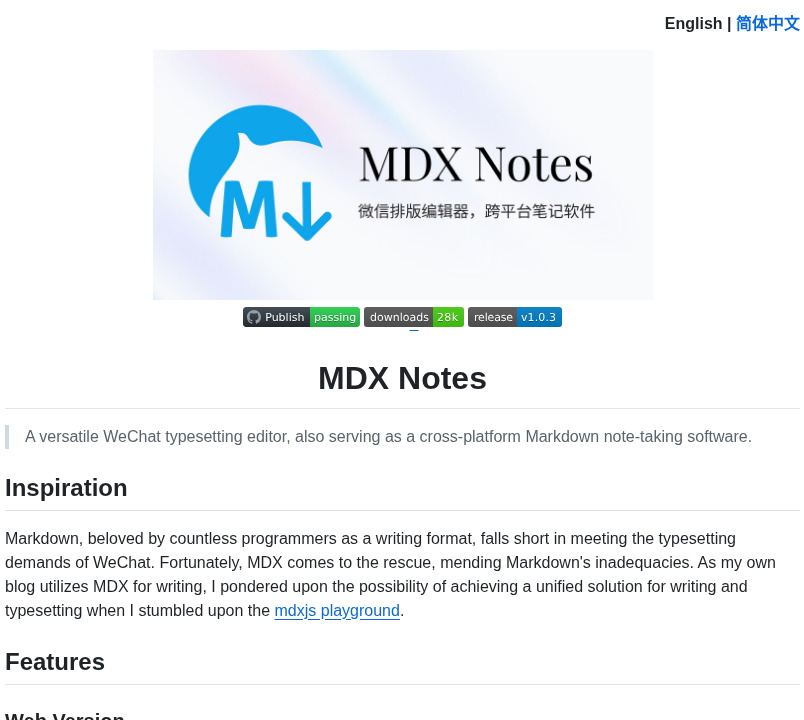 English | 简体中文
M
MDX Notes
微信排版编辑器，跨平台笔记软件
Publish passing downloads 28k release v1.0.3
MDX Notes
A versatile WeChat typesetting editor, also serving as a cross-platform Markdown note-taking software.
Inspiration
Markdown, beloved by countless programmers as a writing format, falls short in meeting the typesetting
demands of WeChat. Fortunately, MDX comes to the rescue, mending Markdown's inadequacies. As my own
blog utilizes MDX for writing, I pondered upon the possibility of achieving a unified solution for writing and
typesetting when I stumbled upon the mdxjs playground.
Features
Web Version